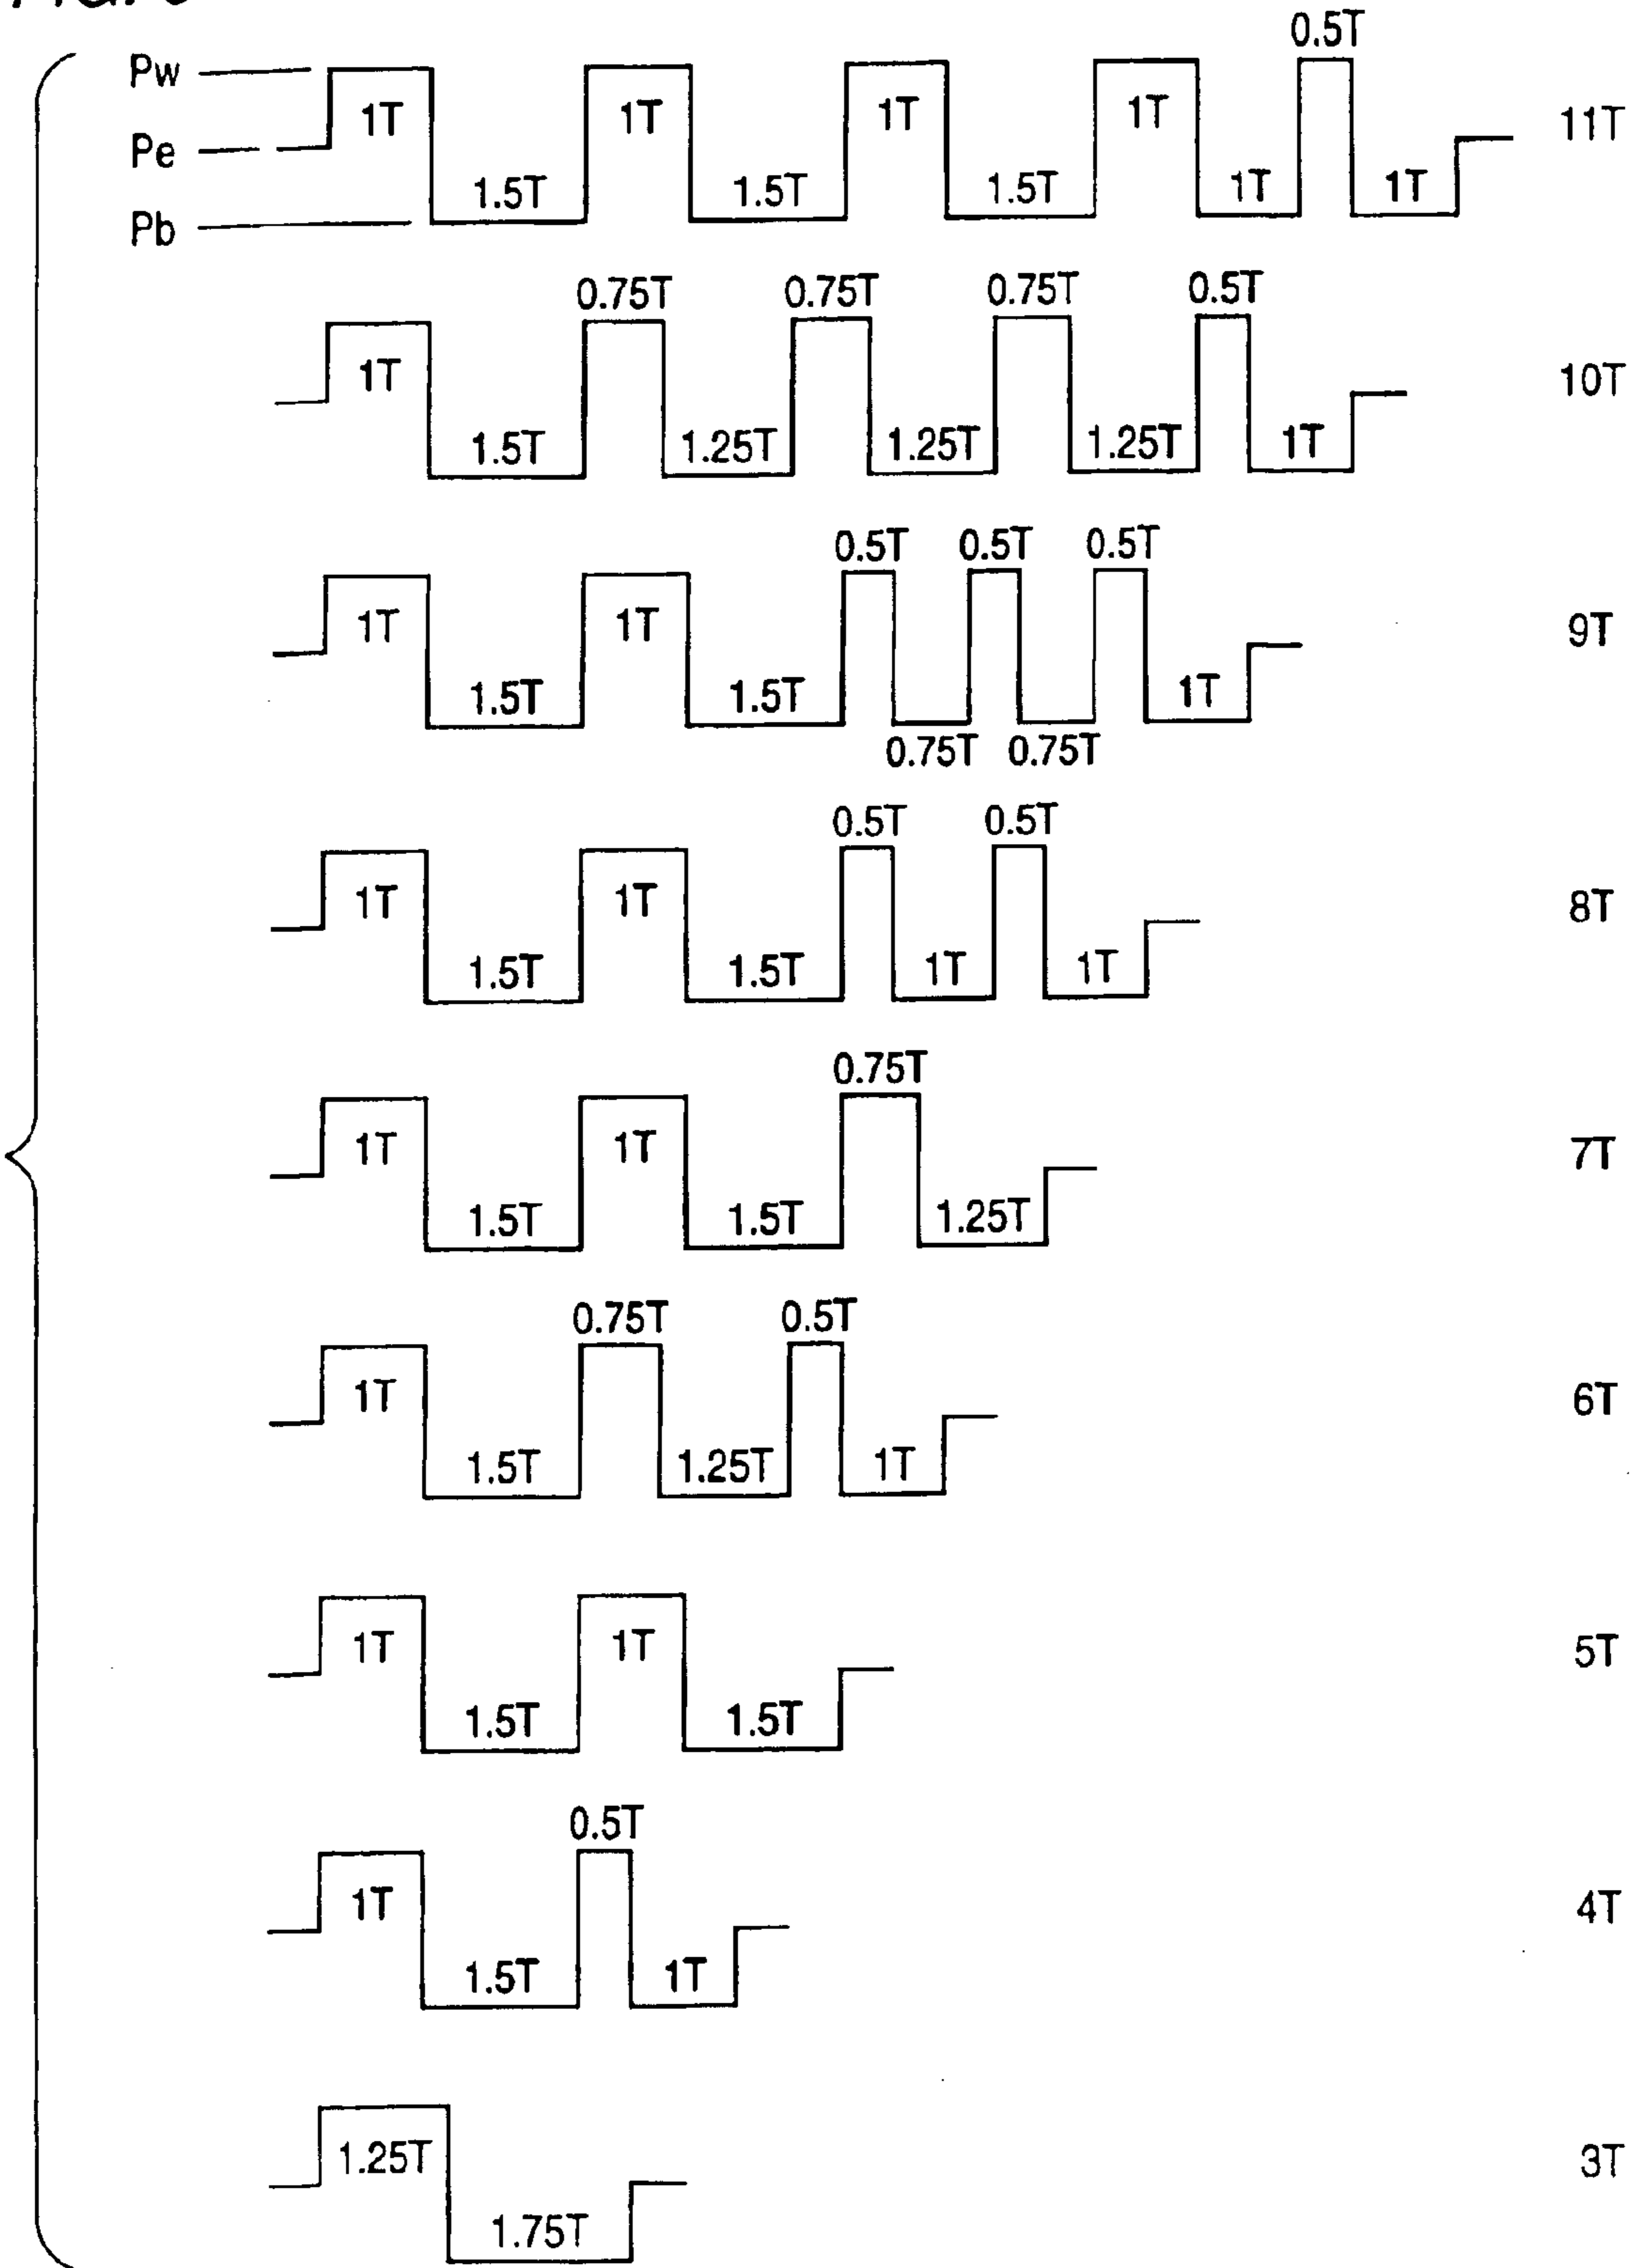 Pw
Pe
Pb
0.5T
1T 1T 1T 1T
1.5T 1.5T 1.5T 1T 1T
11T
0.75T 0.75T 0.75T 0.5T
1T
1.5T 1.25T 1.25T 1.25T 1T
10T
0.5T 0.5T 0.5T
1T 1T
1.5T 1.5T 1T
0.75T 0.75T
9T
0.5T 0.5T
1T 1T
1.5T 1.5T 1T 1T
8T
0.75T
1T 1T
1.5T 1.5T 1.25T
7T
0.75T 0.5T
1T
1.5T 1.25T 1T
6T
1T 1T
1.5T 1.5T
5T
0.5T
1T
1.5T 1T
4T
1.25T
1.75T
3T